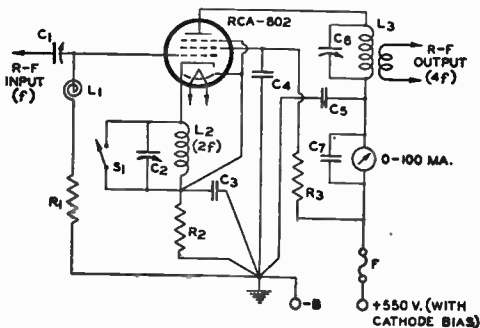 RCA-802
C1
R-F
INPUT
(f)
L1
R1
S1
C2
L2
(2f)
C3
R2
C4
R3
C5
C6
L3
R-F
OUTPUT
(4f)
C7
0-100 MA.
F
-B
+550 V. (WITH
CATHODE BIAS)